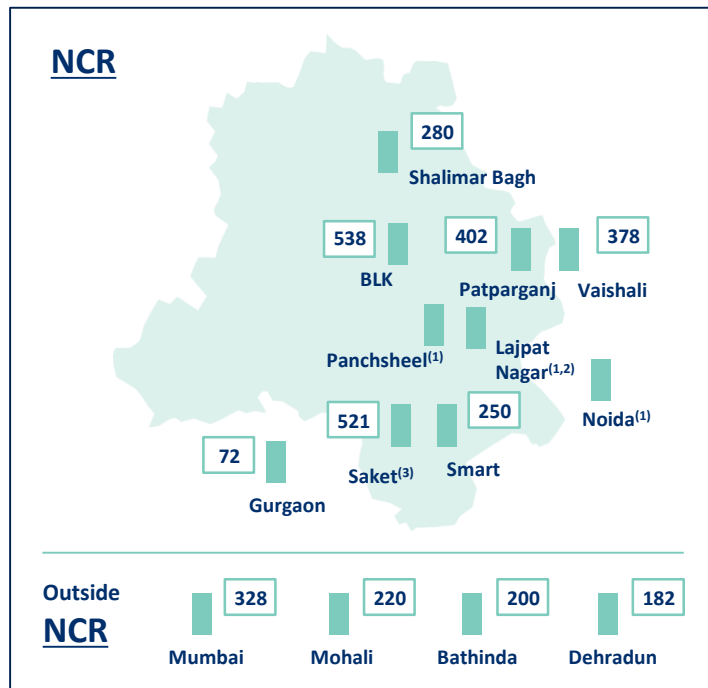 NCR
280
Shalimar Bagh
538
BLK
402
Patparganj
378
Vaishali
Panchsheel(1)
Lajpat
Nagar(1,2)
Noida(1)
521
Saket(3)
250
Smart
72
Gurgaon
Outside
NCR
328
Mumbai
220
Mohali
200
Bathinda
182
Dehradun